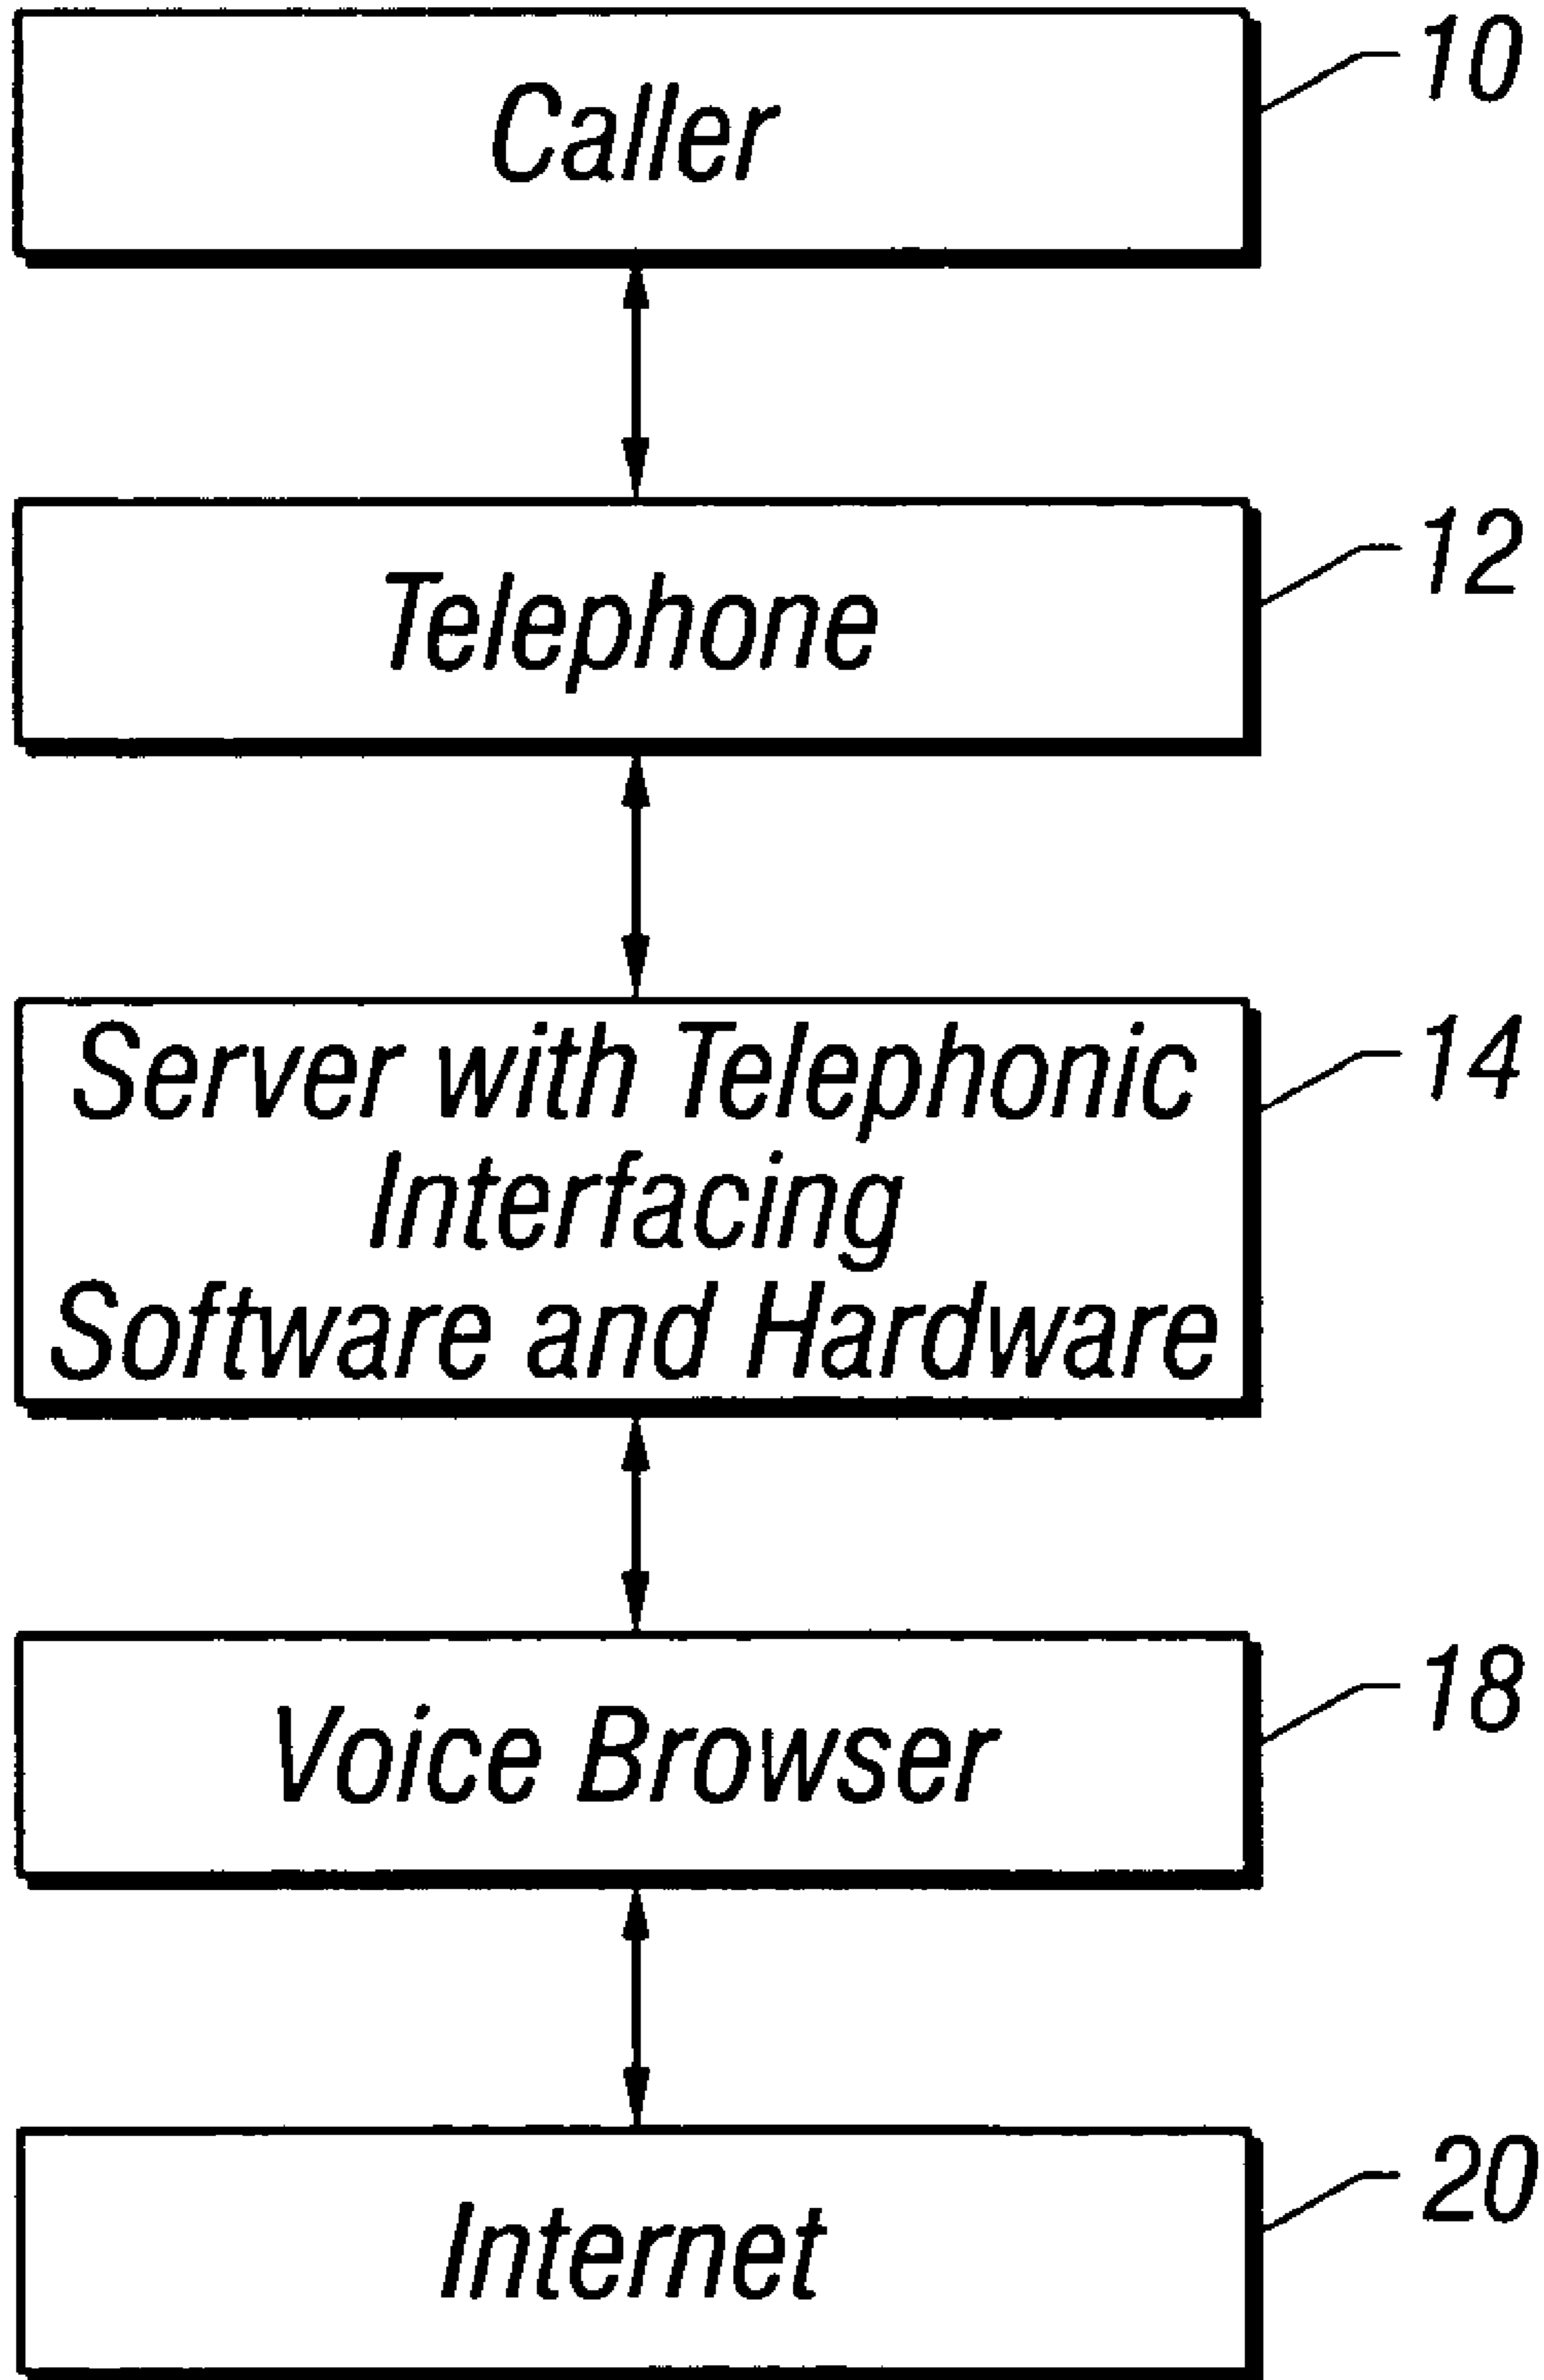 Caller
10
Telephone
12
Server with Telephonic
Interfacing
Software and Hardware
14
Voice Browser
18
Internet
20